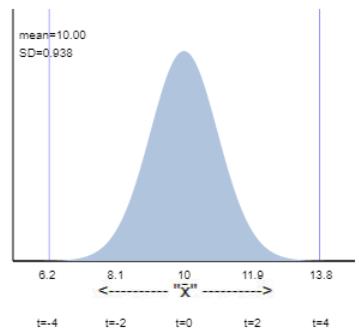 mean=10.00
SD=0.938
6.2 8.1 10 11.9 13.8
<---------- "x̄" ---------->
t=-4 t=-2 t=0 t=2 t=4